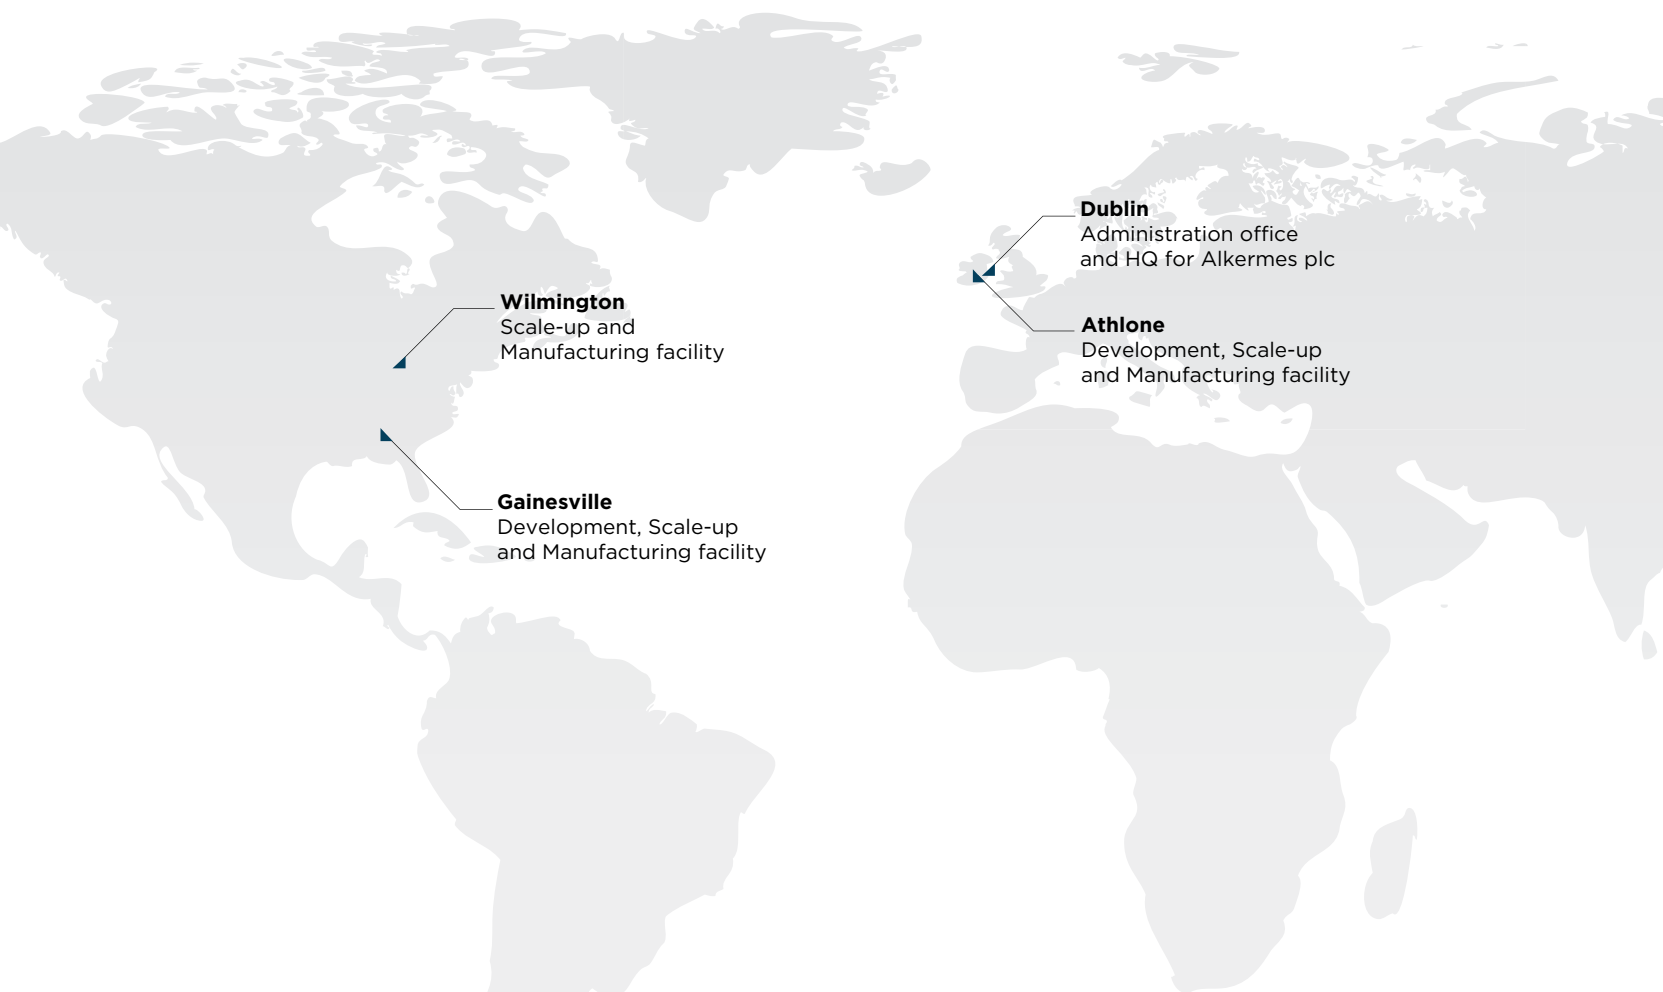 Dublin
Administration office
and HQ for Alkermes plc
Wilmington
Scale-up and
Manufacturing facility
Athlone
Development, Scale-up
and Manufacturing facility
Gainesville
Development, Scale-up
and Manufacturing facility